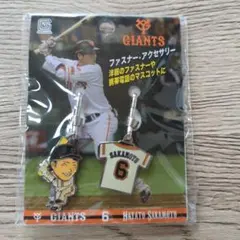 GIANTS
ファスナー・アクセサリー
洋服のファスナーや
携帯電話のマスコットに
SAKAMOTO
6
GIANTS 6 HAYATO SAKAMOTO